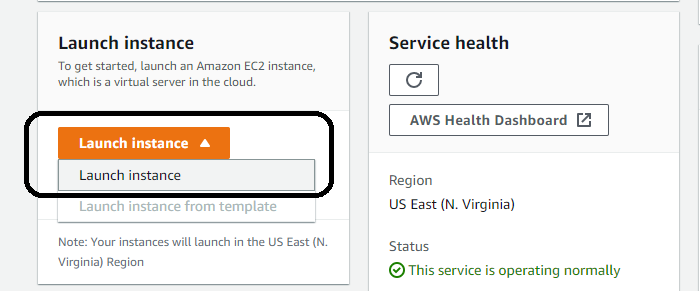 Launch instance
To get started, launch an Amazon EC2 instance,
which is a virtual server in the cloud.
Launch instance
Launch instance
Launch instance from template
Note: Your instances will launch in the US East (N.
Virginia) Region
Service health
AWS Health Dashboard
Region
US East (N. Virginia)
Status
This service is operating normally